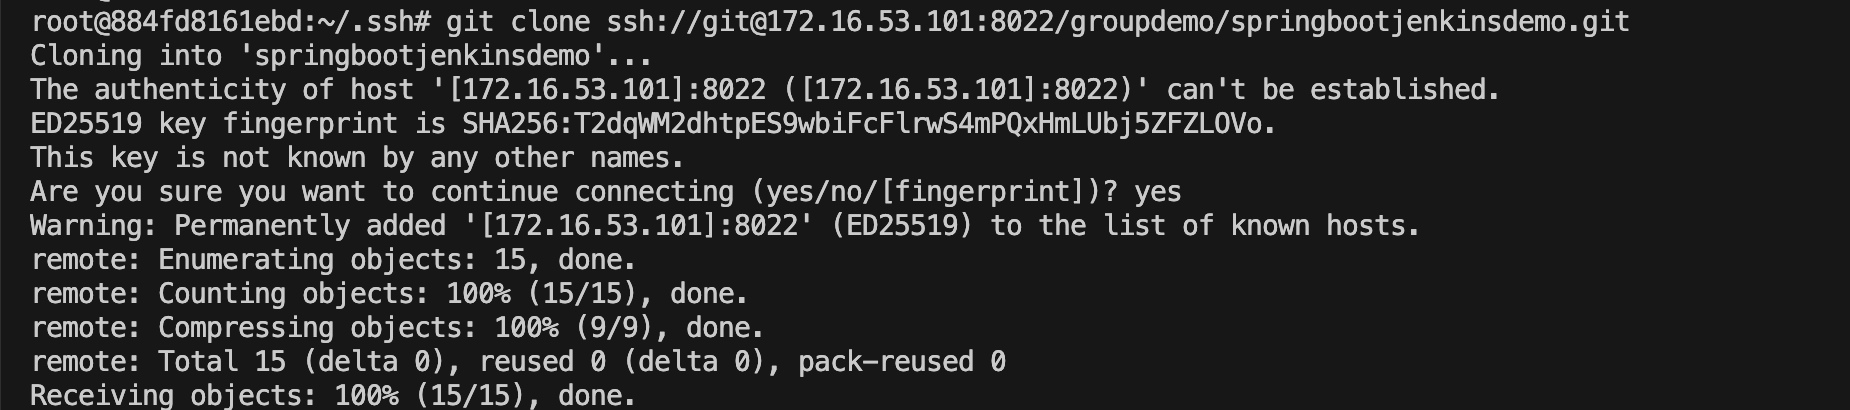 root@884fd8161ebd:~/.ssh# git clone ssh://git@172.16.53.101:8022/groupdemo/springbootjenkinsdemo.git
Cloning into 'springbootjenkinsdemo'...
The authenticity of host '[172.16.53.101]:8022 ([172.16.53.101]:8022)' can't be established.
ED25519 key fingerprint is SHA256:T2dqWM2dhtpES9wbiFcFlrwS4mPQxHmLUbj5ZFZLOVo.
This key is not known by any other names.
Are you sure you want to continue connecting (yes/no/[fingerprint])? yes
Warning: Permanently added '[172.16.53.101]:8022' (ED25519) to the list of known hosts.
remote: Enumerating objects: 15, done.
remote: Counting objects: 100% (15/15), done.
remote: Compressing objects: 100% (9/9), done.
remote: Total 15 (delta 0), reused 0 (delta 0), pack-reused 0
Receiving objects: 100% (15/15), done.